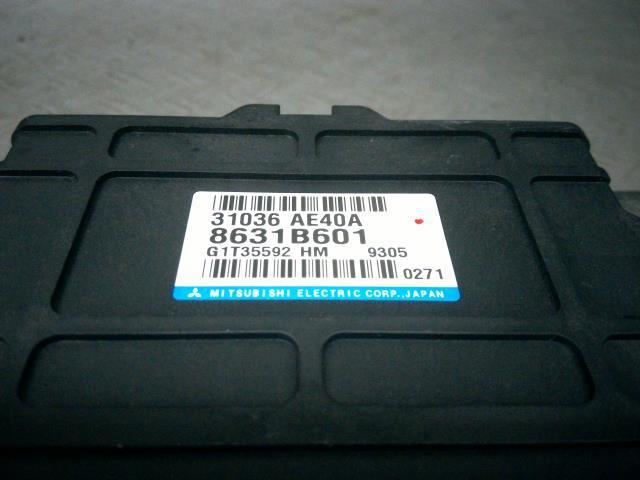 31036 AE40A
8631B601
G1T35592 HM 9305
0271
MITSUBISHI ELECTRIC CORP., JAPAN